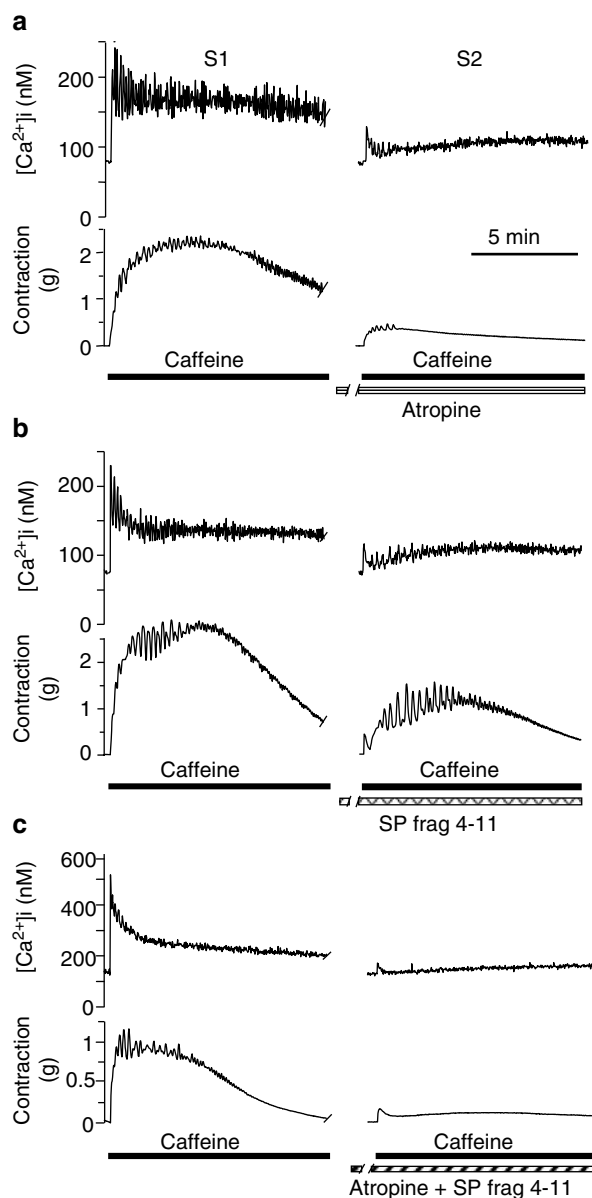 a
S1
S2
[Ca2+]i (nM)
200
100
0
Contraction
(g)
2
1
0
5 min
Caffeine
Caffeine
Atropine
b
[Ca2+]i (nM)
200
100
0
Contraction
(g)
2
1
0
Caffeine
Caffeine
SP frag 4-11
c
[Ca2+]i (nM)
600
400
200
0
Contraction
(g)
1
0.5
0
Caffeine
Caffeine
Atropine + SP frag 4-11